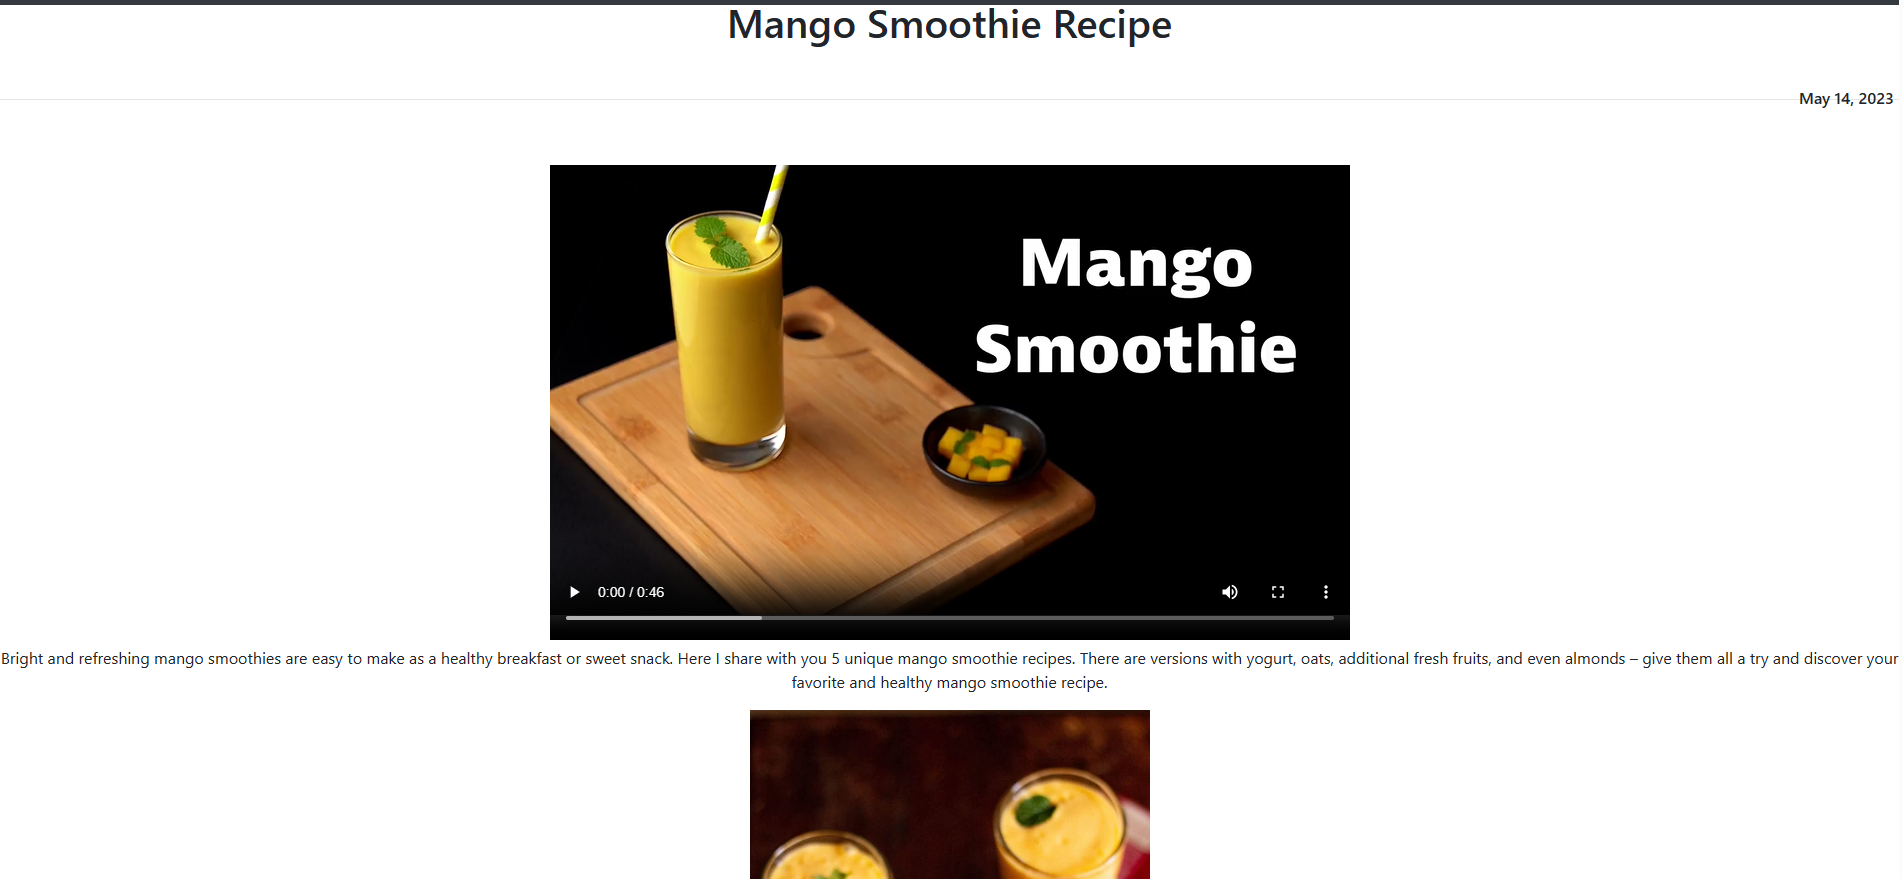 Mango Smoothie Recipe
May 14, 2023
Mango
Smoothie
0:00 / 0:46
Bright and refreshing mango smoothies are easy to make as a healthy breakfast or sweet snack. Here I share with you 5 unique mango smoothie recipes. There are versions with yogurt, oats, additional fresh fruits, and even almonds – give them all a try and discover your
favorite and healthy mango smoothie recipe.